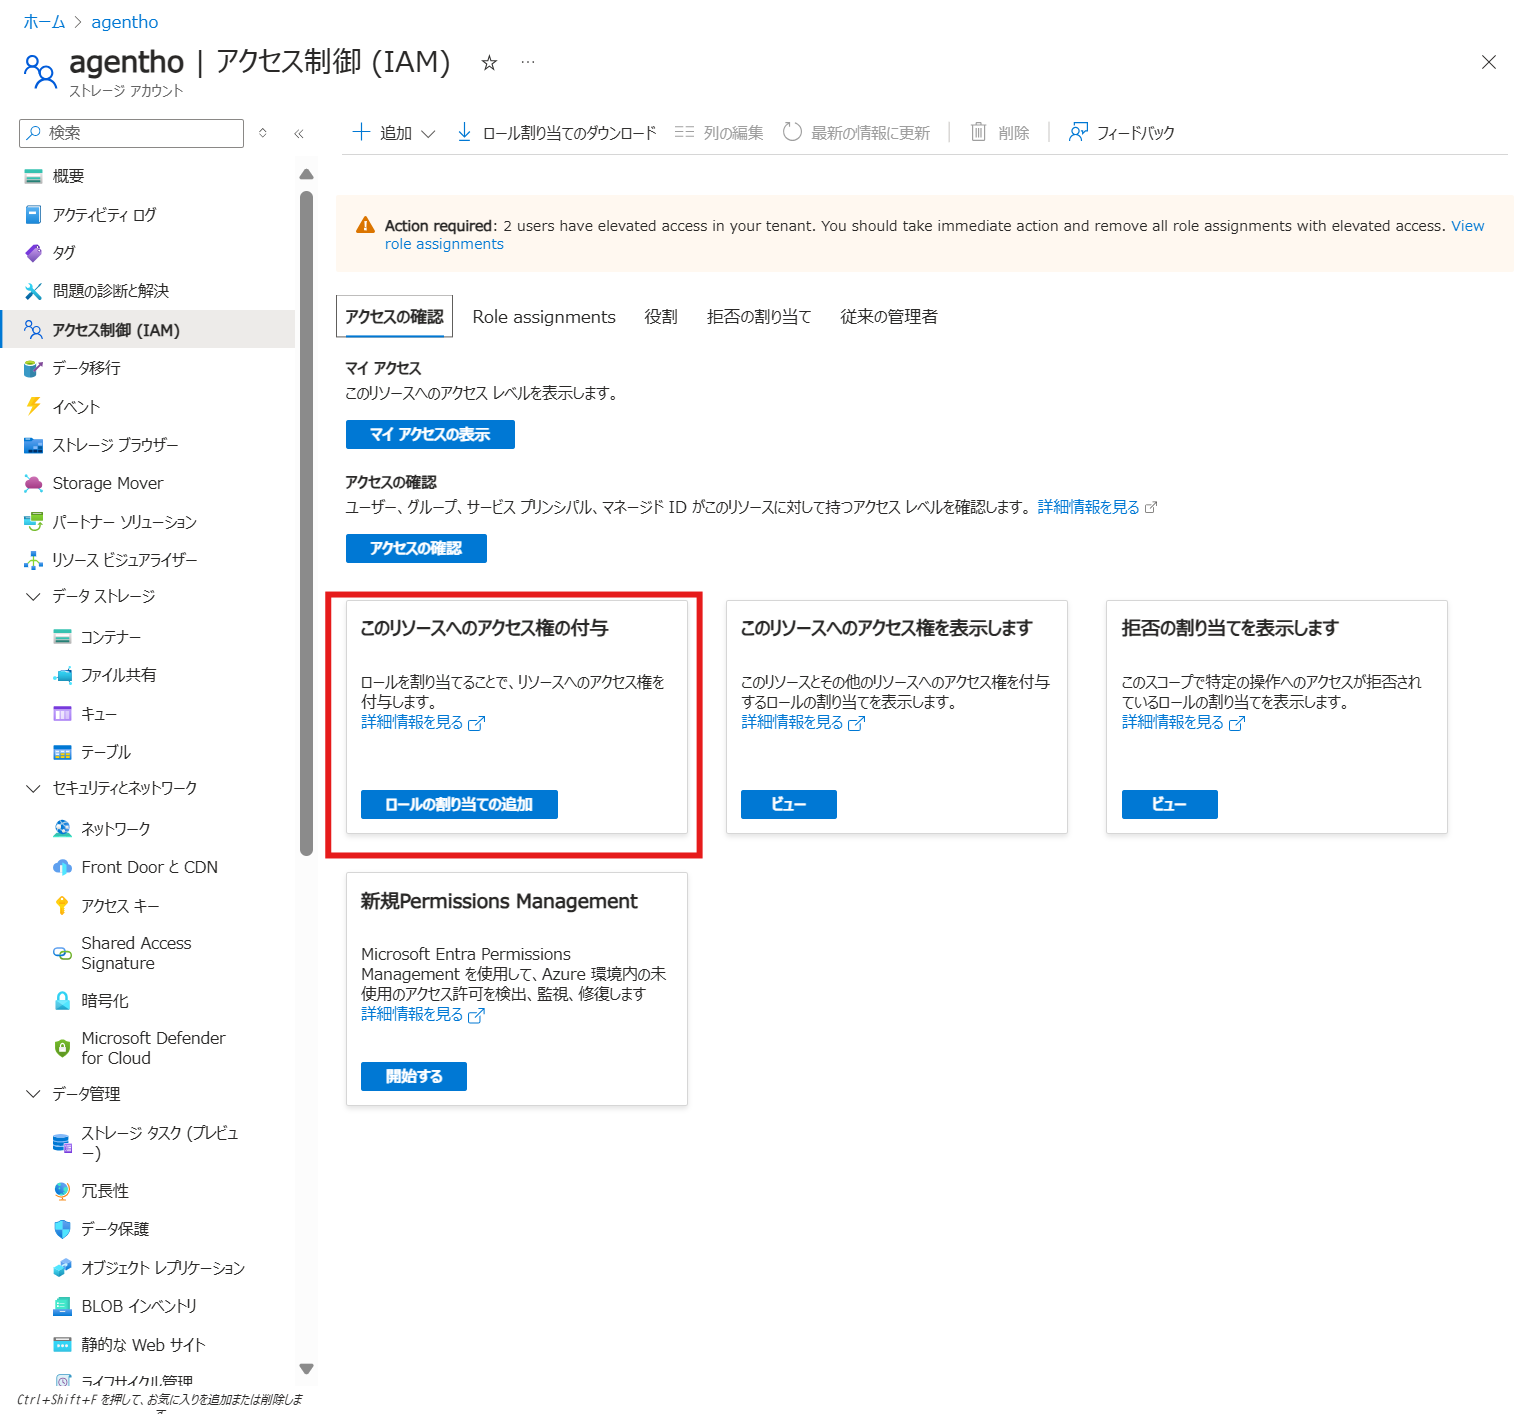 ホーム > agentho
agentho | アクセス制御 (IAM)
ストレージ アカウント
検索
追加
ロール割り当てのダウンロード
列の編集
最新の情報に更新
削除
フィードバック
概要
アクティビティ ログ
タグ
問題の診断と解決
アクセス制御 (IAM)
データ移行
イベント
ストレージ ブラウザー
Storage Mover
パートナー ソリューション
リソース ビジュアライザー
データ ストレージ
コンテナー
ファイル共有
キュー
テーブル
セキュリティとネットワーク
ネットワーク
Front Door と CDN
アクセス キー
Shared Access
Signature
暗号化
Microsoft Defender
for Cloud
データ管理
ストレージ タスク (プレビュ
ー)
冗長性
データ保護
オブジェクト レプリケーション
BLOB インベントリ
静的な Web サイト
ライフサイクル管理
Ctrl+Shift+F を押して、お気に入りを追加または削除しま
す
Action required: 2 users have elevated access in your tenant. You should take immediate action and remove all role assignments with elevated access. View
role assignments
アクセスの確認
Role assignments
役割
拒否の割り当て
従来の管理者
マイ アクセス
このリソースへのアクセス レベルを表示します。
マイ アクセスの表示
アクセスの確認
ユーザー、グループ、サービス プリンシパル、マネージド ID がこのリソースに対して持つアクセス レベルを確認します。 詳細情報を見る
アクセスの確認
このリソースへのアクセス権の付与
ロールを割り当てることで、リソースへのアクセス権を
付与します。
詳細情報を見る
ロールの割り当ての追加
このリソースへのアクセス権を表示します
このリソースとその他のリソースへのアクセス権を付与
するロールの割り当てを表示します。
詳細情報を見る
ビュー
拒否の割り当てを表示します
このスコープで特定の操作へのアクセスが拒否され
ているロールの割り当てを表示します。
詳細情報を見る
ビュー
新規Permissions Management
Microsoft Entra Permissions
Management を使用して、Azure 環境内の未
使用のアクセス許可を検出、監視、修復します
詳細情報を見る
開始する